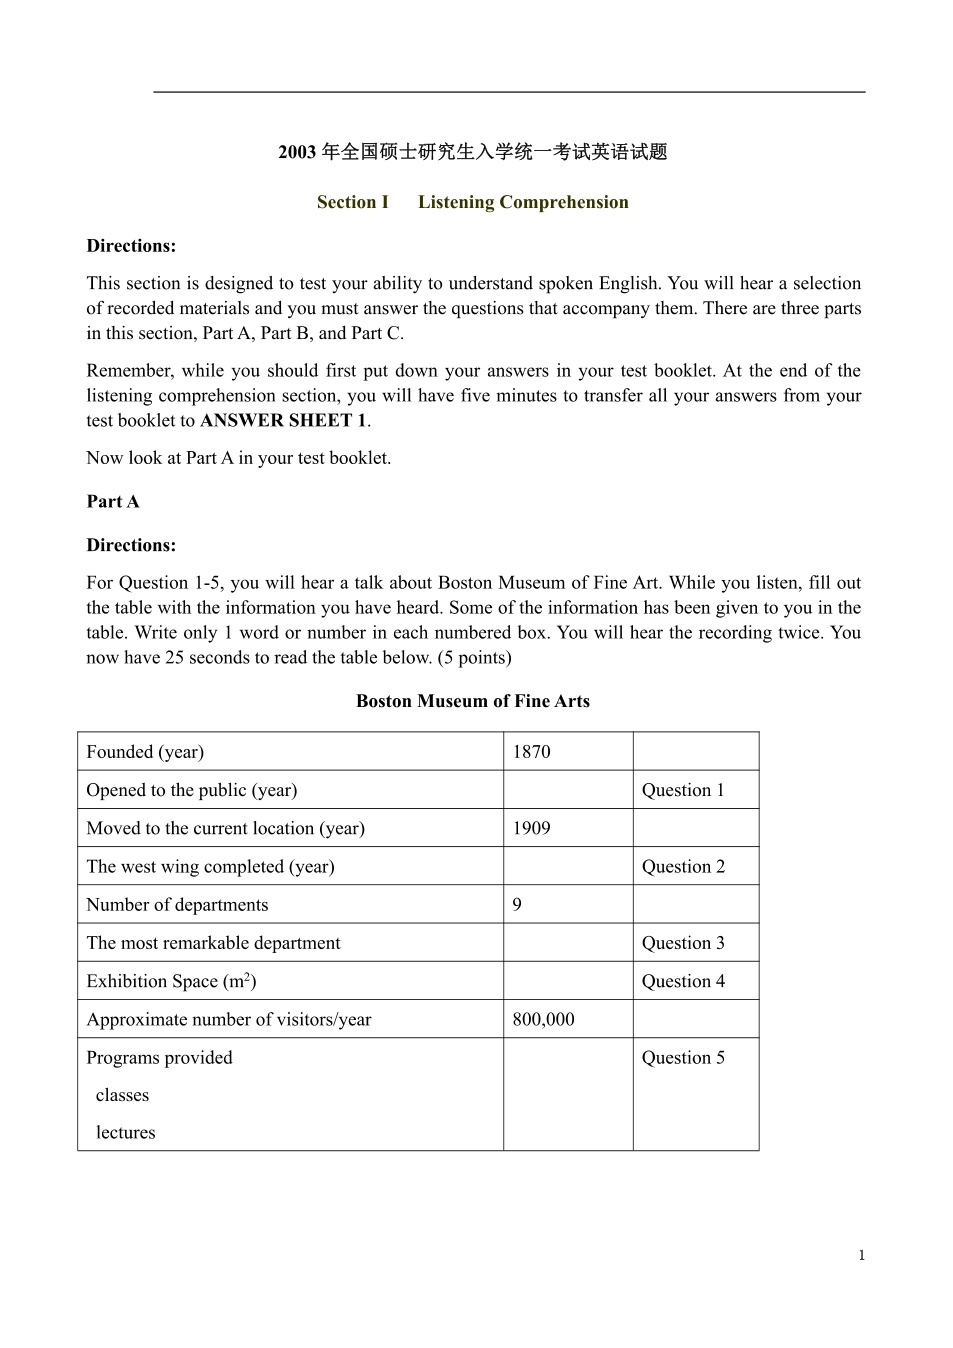 2003 年全国硕士研究生入学统一考试英语试题
Section I Listening Comprehension
Directions:
This section is designed to test your ability to understand spoken English. You will hear a selection
of recorded materials and you must answer the questions that accompany them. There are three parts
in this section, Part A, Part B, and Part C.
Remember, while you should first put down your answers in your test booklet. At the end of the
listening comprehension section, you will have five minutes to transfer all your answers from your
test booklet to ANSWER SHEET 1.
Now look at Part A in your test booklet.
Part A
Directions:
For Question 1-5, you will hear a talk about Boston Museum of Fine Art. While you listen, fill out
the table with the information you have heard. Some of the information has been given to you in the
table. Write only 1 word or number in each numbered box. You will hear the recording twice. You
now have 25 seconds to read the table below. (5 points)
Boston Museum of Fine Arts
Founded (year) 1870
Opened to the public (year) Question 1
Moved to the current location (year) 1909
The west wing completed (year) Question 2
Number of departments 9
The most remarkable department Question 3
Exhibition Space (m²) Question 4
Approximate number of visitors/year 800,000
Programs provided Question 5
classes
lectures
1